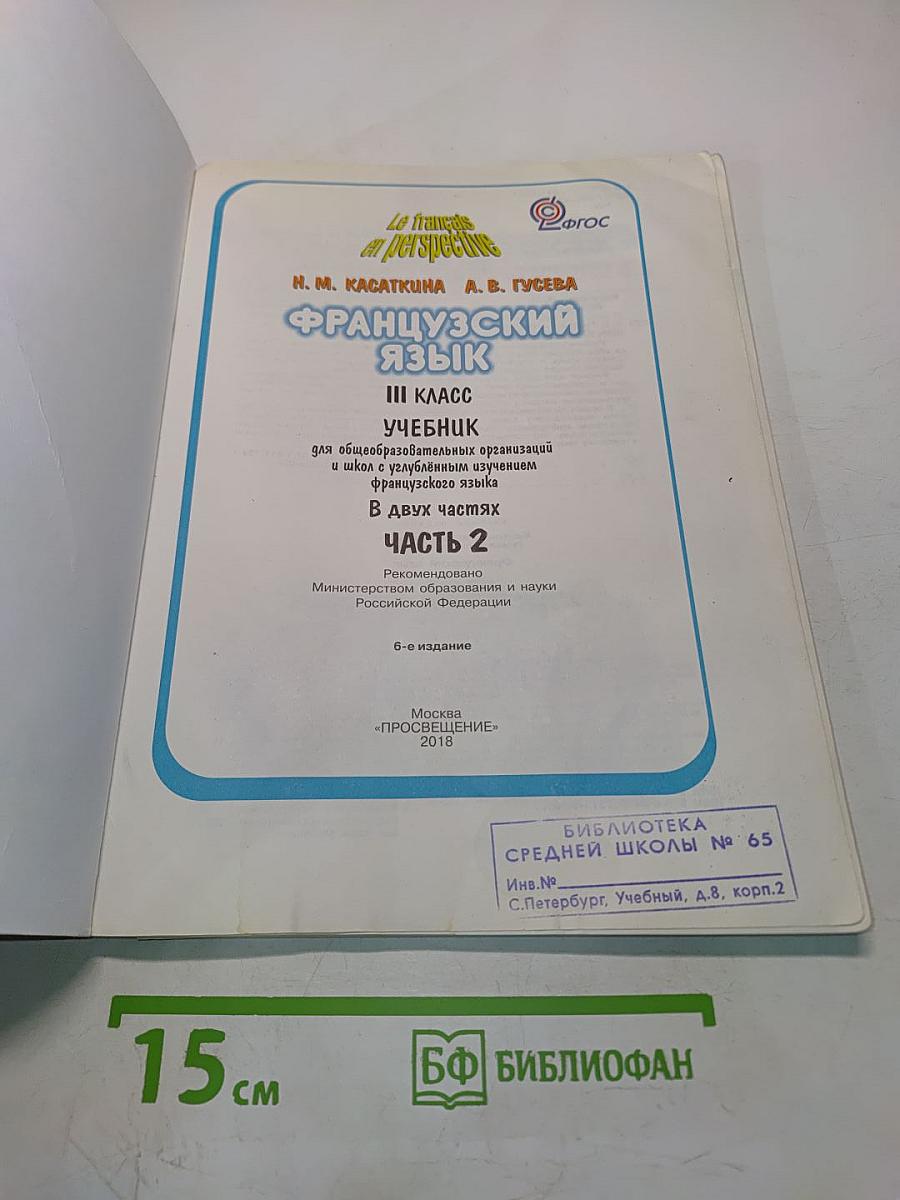 Le français
en perspective
ФГОС
Н. М. КАСАТКИНА А. В. ГУСЕВА
ФРАНЦУЗСКИЙ
ЯЗЫК
III КЛАСС
УЧЕБНИК
для общеобразовательных организаций
и школ с углублённым изучением
французского языка
В двух частях
ЧАСТЬ 2
Рекомендовано
Министерством образования и науки
Российской Федерации
6-е издание
Москва
«ПРОСВЕЩЕНИЕ»
2018
БИБЛИОТЕКА
СРЕДНЕЙ ШКОЛЫ № 65
Инв.№
С.Петербург, Учебный, д.8, корп.2
15 см
БФ БИБЛИОФАН